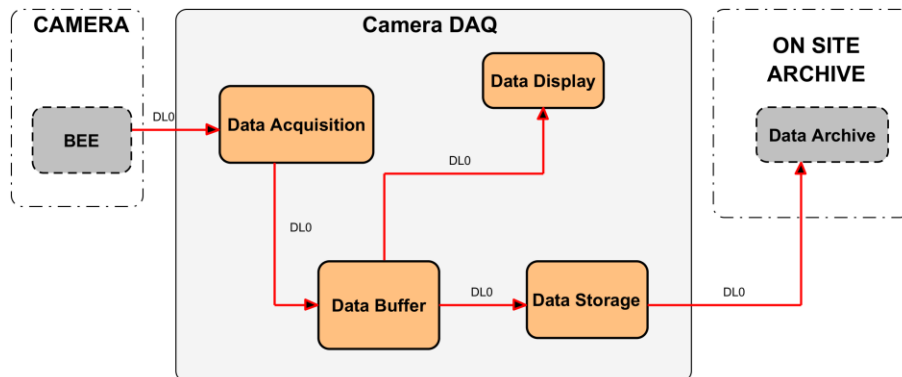 CAMERA
Camera DAQ
ON SITE
ARCHIVE
Data Display
DL0
Data Acquisition
BEE
Data Archive
DL0
DL0
Data Buffer
DL0
Data Storage
DL0